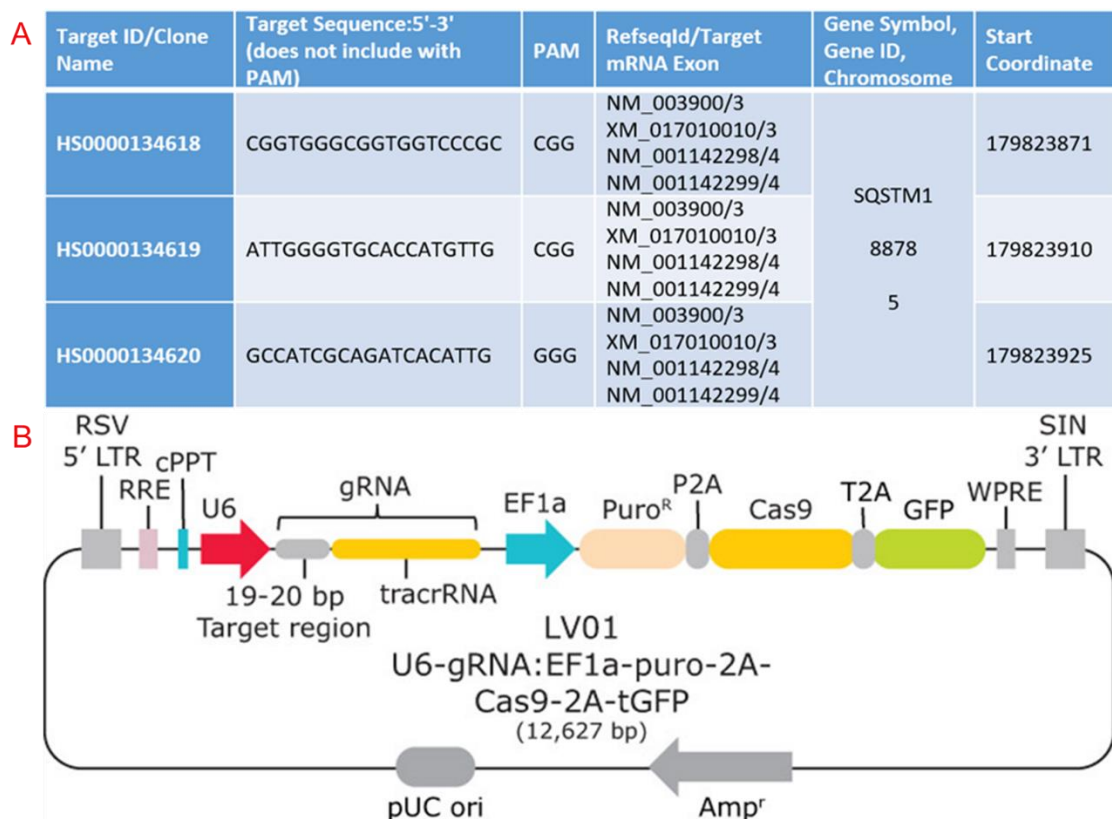 A
Target ID/Clone Name
Target Sequence:5'-3' (does not include with PAM)
PAM
RefseqId/Target mRNA Exon
Gene Symbol, Gene ID, Chromosome
Start Coordinate
HS0000134618
CGGTGGGCGGTGGTCCCGC
CGG
NM_003900/3
XM_017010010/3
NM_001142298/4
NM_001142299/4
179823871
HS0000134619
ATTGGGGTGCACCATGTTG
CGG
NM_003900/3
XM_017010010/3
NM_001142298/4
NM_001142299/4
SQSTM1
8878
5
179823910
HS0000134620
GCCATCGCAGATCACATTG
GGG
NM_003900/3
XM_017010010/3
NM_001142298/4
NM_001142299/4
179823925
B
RSV
5' LTR
RRE
cPPT
U6
gRNA
EF1a
Puroᴿ
P2A
Cas9
T2A
GFP
WPRE
SIN
3' LTR
19-20 bp
Target region
tracrRNA
LV01
U6-gRNA:EF1a-puro-2A-
Cas9-2A-tGFP
(12,627 bp)
pUC ori
Ampʳ